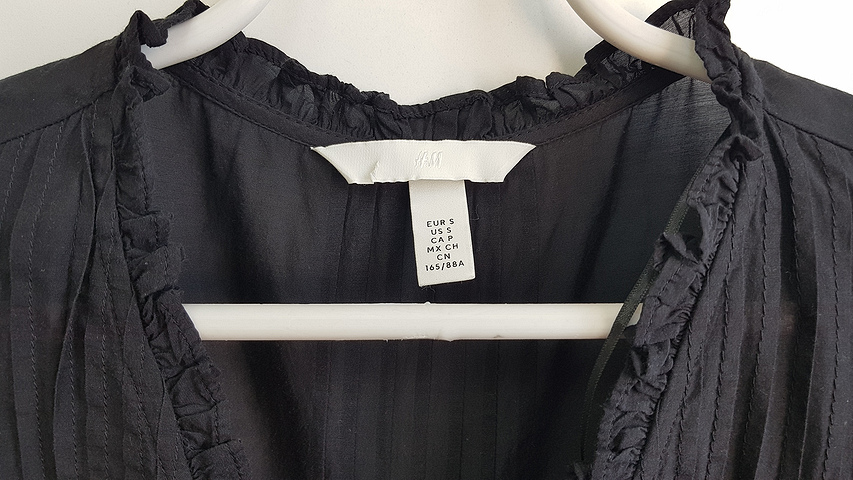 H&M
EUR S
US S
CA P
MX CH
CN
165/88A